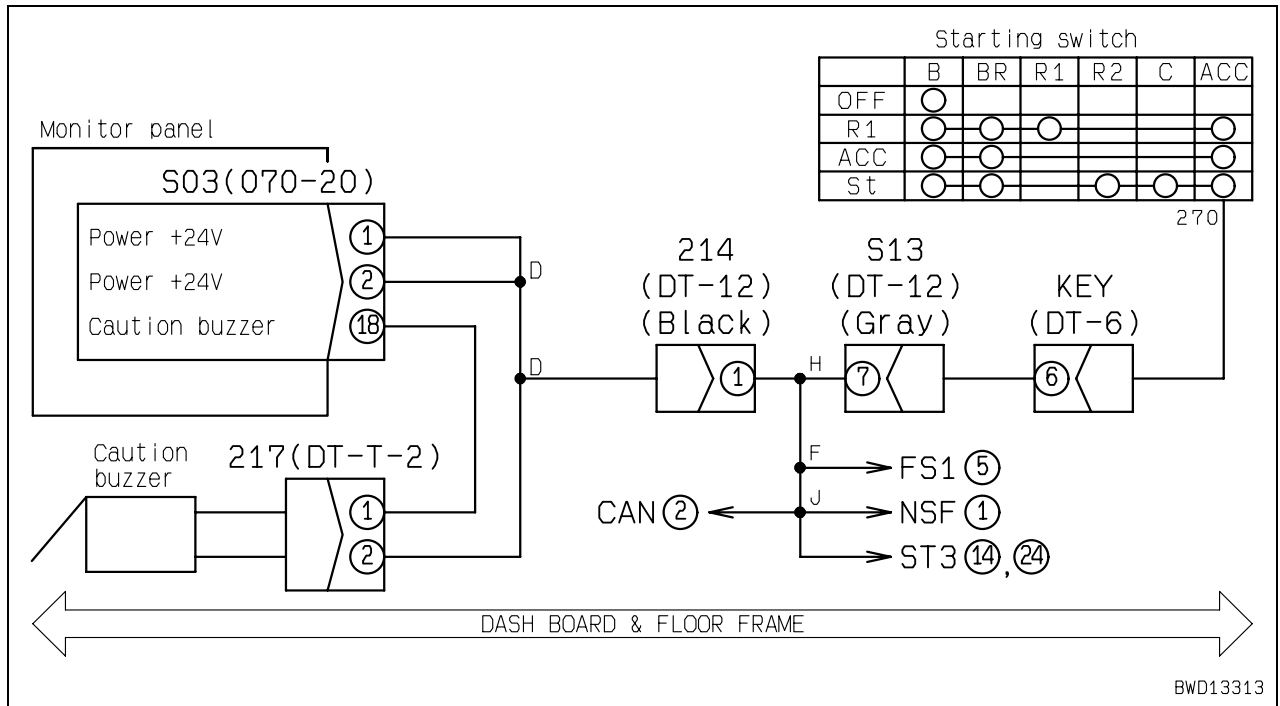 Starting switch
B BR R1 R2 C ACC
OFF
R1
ACC
St
270
Monitor panel
S03(070-20)
Power +24V 1
Power +24V 2
Caution buzzer 18
D
D
214
(DT-12)
(Black)
1
H
S13
(DT-12)
(Gray)
7
KEY
(DT-6)
6
Caution
buzzer
217(DT-T-2)
1
2
F
FS1 5
CAN 2
J
NSF 1
ST3 14, 24
DASH BOARD & FLOOR FRAME
BWD13313